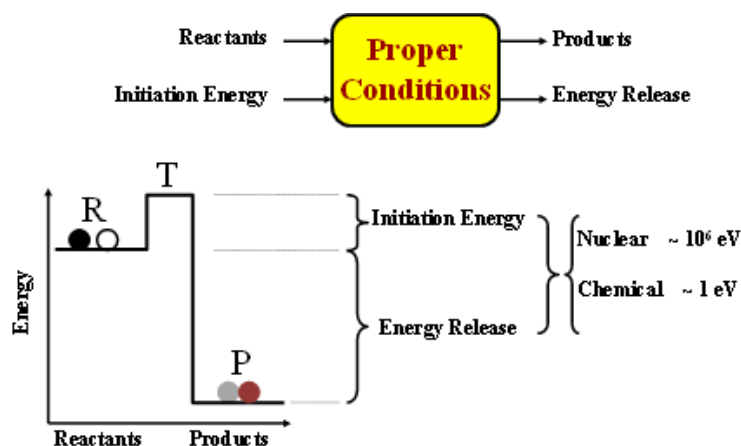 Reactants
Proper
Conditions
Products
Initiation Energy
Energy Release
T
R
Initiation Energy
Nuclear ~ 10⁶ eV
Chemical ~ 1 eV
Energy Release
Energy
P
Reactants Products